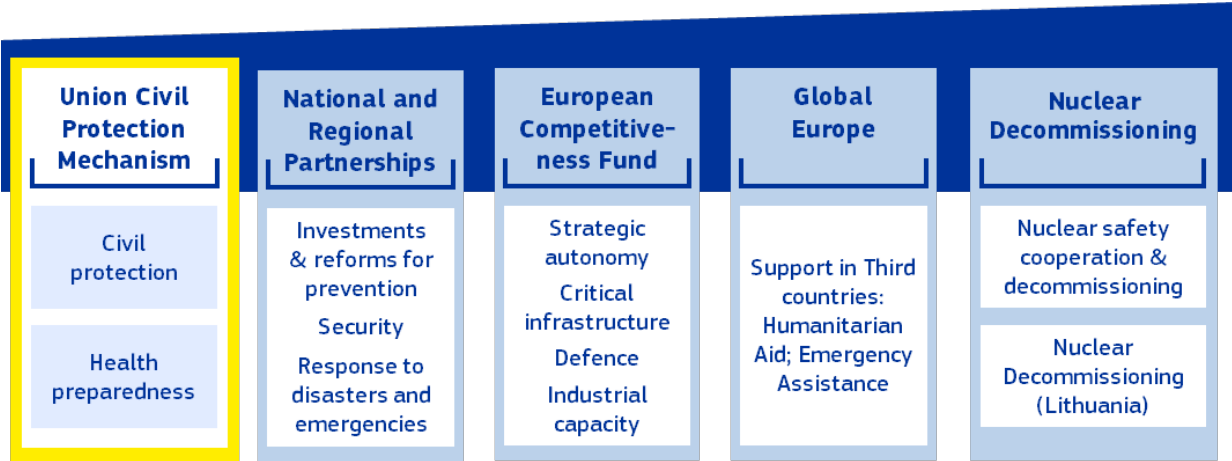 Union Civil
Protection
Mechanism
Civil
protection
Health
preparedness
National and
Regional
Partnerships
Investments
& reforms for
prevention
Security
Response to
disasters and
emergencies
European
Competitive-
ness Fund
Strategic
autonomy
Critical
infrastructure
Defence
Industrial
capacity
Global
Europe
Support in Third
countries:
Humanitarian
Aid; Emergency
Assistance
Nuclear
Decommissioning
Nuclear safety
cooperation &
decommissioning
Nuclear
Decommissioning
(Lithuania)